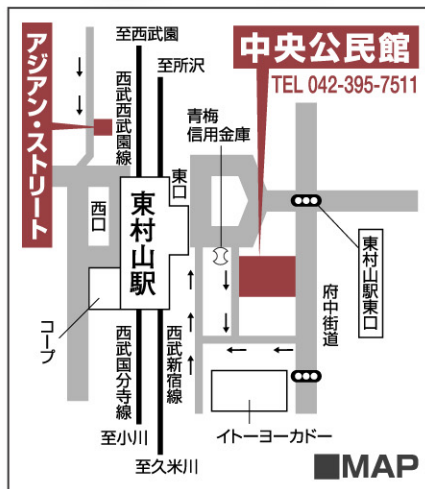 至西武園
至所沢
アジアン・ストリート
西武西武園線
中央公民館
TEL 042-395-7511
青梅
信用金庫
東口
西口
東村山駅
東村山駅東口
コープ
府中街道
西武国分寺線
西武新宿線
イトーヨーカドー
至小川
至久米川
■MAP